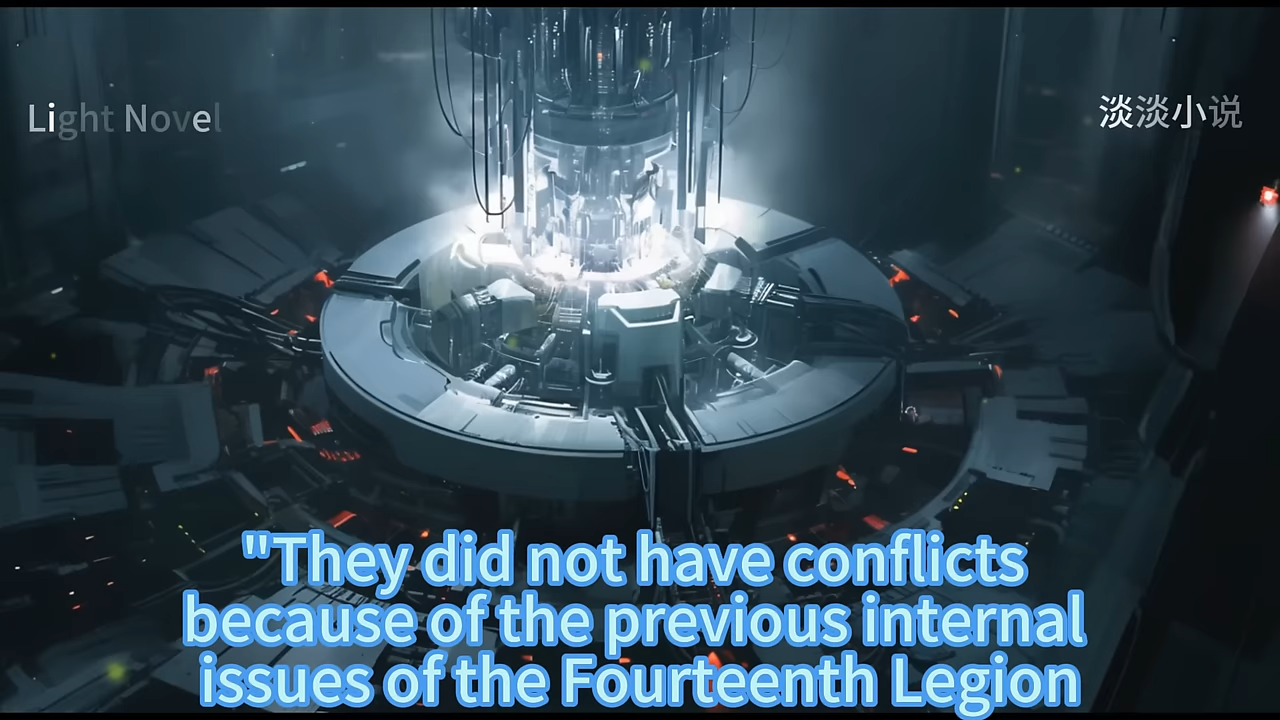 Light Novel
淡淡小说
"They did not have conflicts
because of the previous internal
issues of the Fourteenth Legion